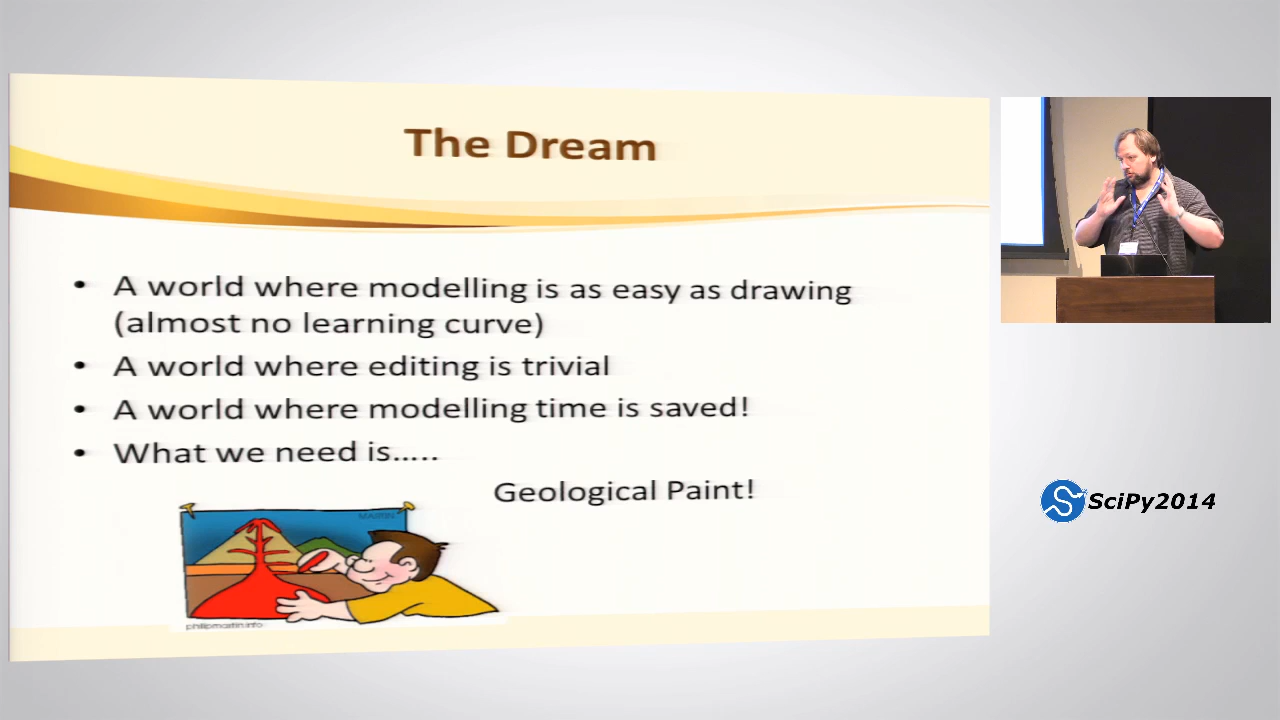 The Dream
• A world where modelling is as easy as drawing
(almost no learning curve)
• A world where editing is trivial
• A world where modelling time is saved!
• What we need is.....
Geological Paint!
MARTIN
philipmartin.info
SciPy2014